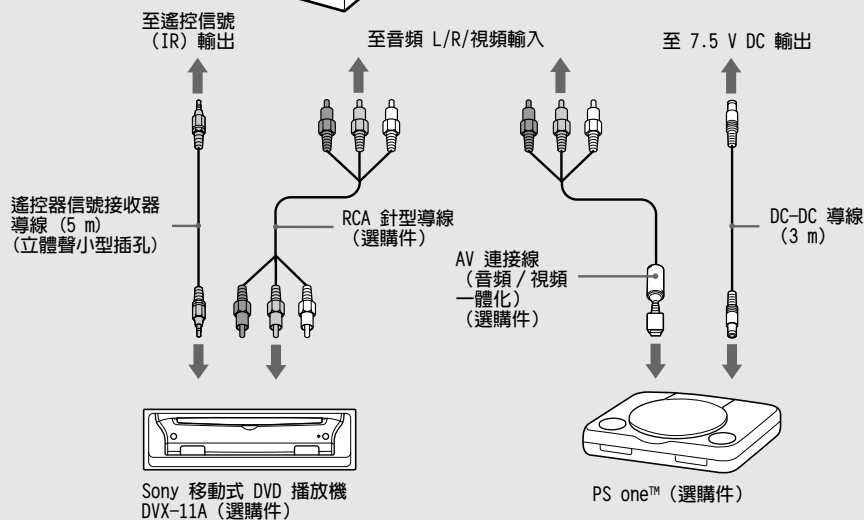 至遙控信號
（IR）輸出
至音頻 L/R/視頻輸入
至 7.5 V DC 輸出
遙控器信號接收器
導線（5 m）
（立體聲小型插孔）
RCA 針型導線
（選購件）
AV 連接線
（音頻／視頻
一體化）
（選購件）
DC-DC 導線
（3 m）
Sony 移動式 DVD 播放機
DVX-11A（選購件）
PS one™（選購件）